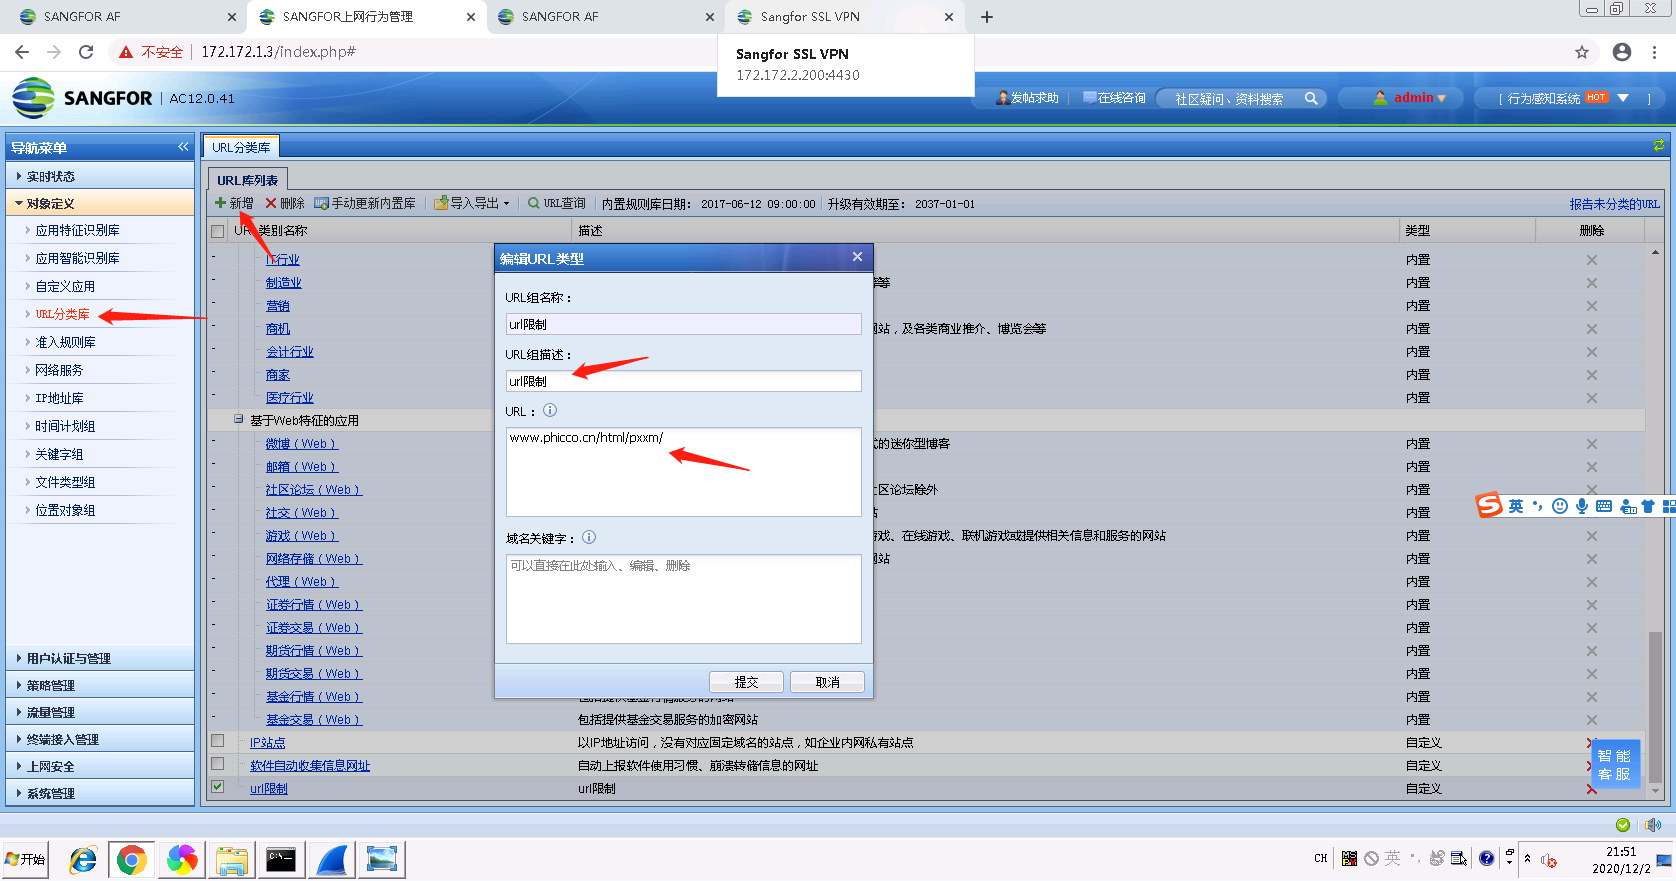 SANGFOR AF
SANGFOR上网行为管理
SANGFOR AF
Sangfor SSL VPN
不安全
172.172.1.3/index.php#
Sangfor SSL VPN
172.172.2.200:4430
SANGFOR
AC12.0.41
发帖求助
在线咨询
社区疑问、资料搜索
admin
[ 行为感知系统 HOT ]
导航菜单
实时状态
对象定义
应用特征识别库
应用智能识别库
自定义应用
URL分类库
准入规则库
网络服务
IP地址库
时间计划组
关键字组
文件类型组
位置对象组
用户认证与管理
策略管理
流量管理
终端接入管理
上网安全
系统管理
URL分类库
URL库列表
新增
删除
手动更新内置库
导入导出
URL查询
内置规则库日期： 2017-06-12 09:00:00
升级有效期至： 2037-01-01
报告未分类的URL
类别名称
描述
类型
删除
IT行业
内置
制造业
等
内置
营销
内置
商机
站，及各类商业推介、博览会等
内置
会计行业
内置
商家
内置
医疗行业
内置
基于Web特征的应用
微博（Web）
的迷你型博客
内置
邮箱（Web）
内置
社区论坛（Web）
区论坛除外
内置
社交（Web）
内置
游戏（Web）
戏、在线游戏、联机游戏或提供相关信息和服务的网站
内置
网络存储（Web）
站
内置
代理（Web）
内置
证券行情（Web）
内置
证券交易（Web）
内置
期货行情（Web）
内置
期货交易（Web）
内置
基金行情（Web）
内置
基金交易（Web）
包括提供基金交易服务的加密网站
内置
IP站点
以IP地址访问，没有对应固定域名的站点，如企业内网私有站点
自定义
软件自动收集信息网址
自动上报软件使用习惯、崩溃转储信息的网址
自定义
url限制
url限制
自定义
编辑URL类型
URL组名称：
url限制
URL组描述：
url限制
URL：
www.phicco.cn/html/pxxm/
域名关键字：
可以直接在此处输入、编辑、删除
提交
取消
英
智能
客服
开始
CH
英
21:51
2020/12/2